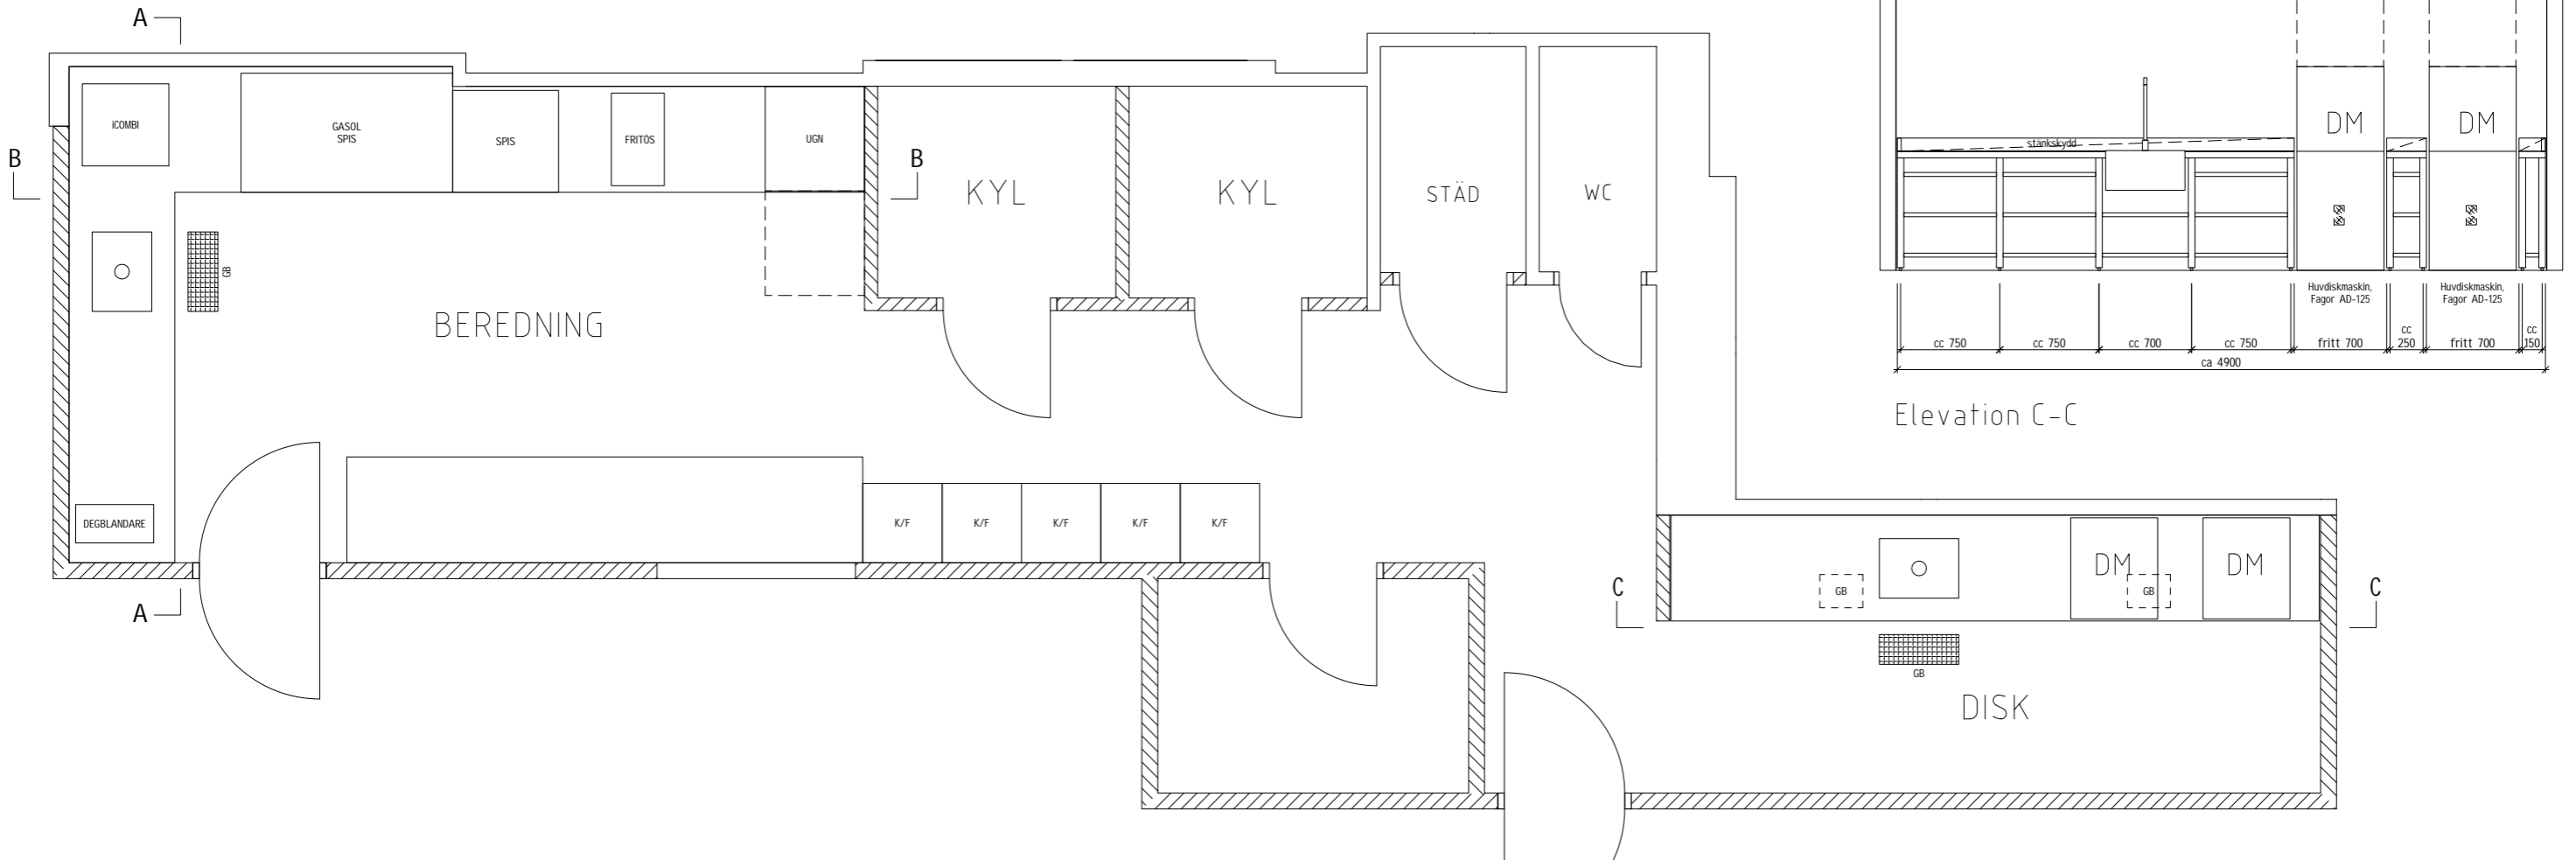 A
B
iCOMBI
GASOL
SPIS
SPIS
FRITÖS
UGN
B
KYL
KYL
STÄD
WC
GB
BEREDNING
DEGBLANDARE
K/F
K/F
K/F
K/F
K/F
A
C
GB
DM
GB
DM
C
GB
DISK
DM
DM
stänkskydd
Huvdiskmaskin,
Fagor AD-125
Huvdiskmaskin,
Fagor AD-125
cc 750
cc 750
cc 700
cc 750
fritt 700
cc
250
fritt 700
cc
150
ca 4900
Elevation C-C